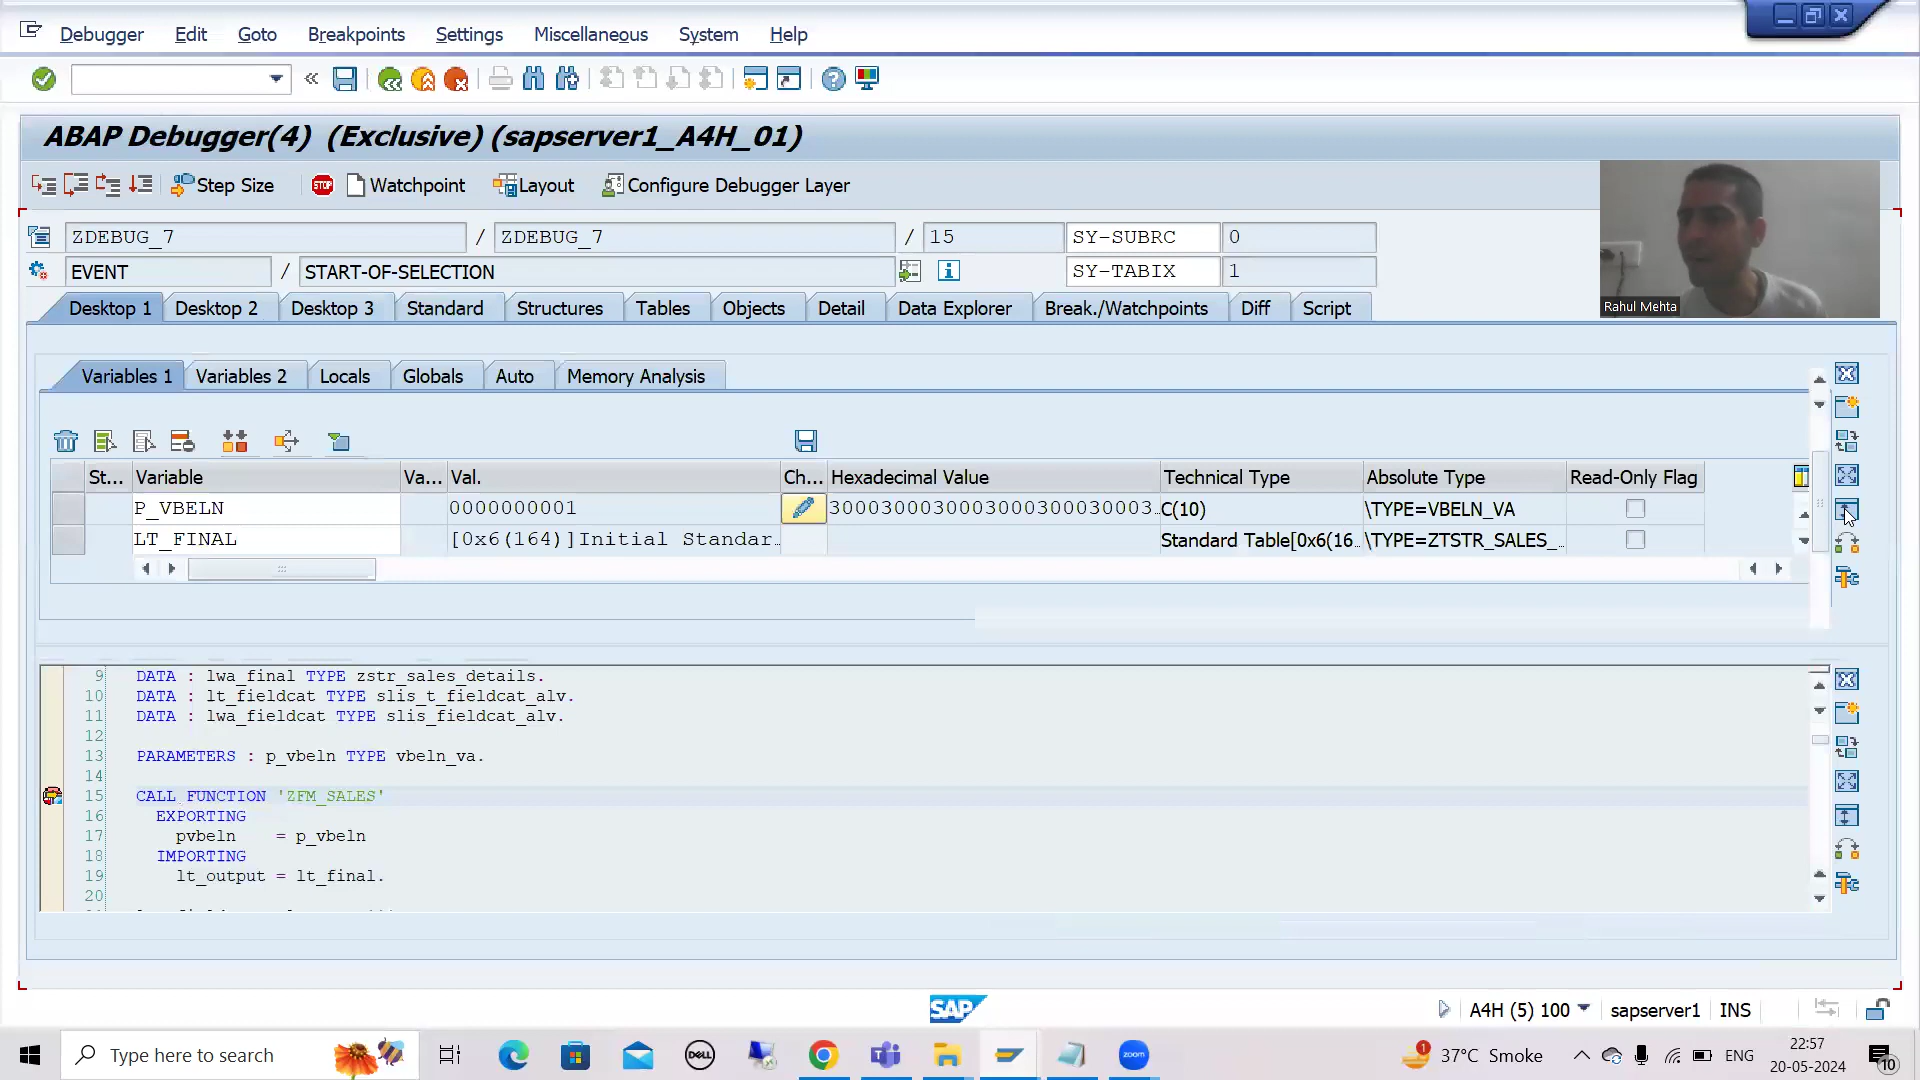 Debugger Edit Goto Breakpoints Settings Miscellaneous System Help
ABAP Debugger(4) (Exclusive) (sapserver1_A4H_01)
Step Size STOP Watchpoint Layout Configure Debugger Layer
ZDEBUG_7 / ZDEBUG_7 / 15 SY-SUBRC 0
EVENT / START-OF-SELECTION SY-TABIX 1
Rahul Mehta
Desktop 1 Desktop 2 Desktop 3 Standard Structures Tables Objects Detail Data Explorer Break./Watchpoints Diff Script
Variables 1 Variables 2 Locals Globals Auto Memory Analysis
St... Variable Va... Val. Ch... Hexadecimal Value Technical Type Absolute Type Read-Only Flag
P_VBELN 0000000001 3000300030003000300030003... C(10) \TYPE=VBELN_VA
LT_FINAL [0x6(164)]Initial Standar... Standard Table[0x6(16... \TYPE=ZTSTR_SALES_...
9 DATA : lwa_final TYPE zstr_sales_details.
10 DATA : lt_fieldcat TYPE slis_t_fieldcat_alv.
11 DATA : lwa_fieldcat TYPE slis_fieldcat_alv.
12
13 PARAMETERS : p_vbeln TYPE vbeln_va.
14
15 CALL FUNCTION 'ZFM_SALES'
16 EXPORTING
17 pvbeln = p_vbeln
18 IMPORTING
19 lt_output = lt_final.
20
SAP A4H (5) 100 sapserver1 INS
Type here to search DELL zoom 1 37°C Smoke ENG 22:57
20-05-2024 10